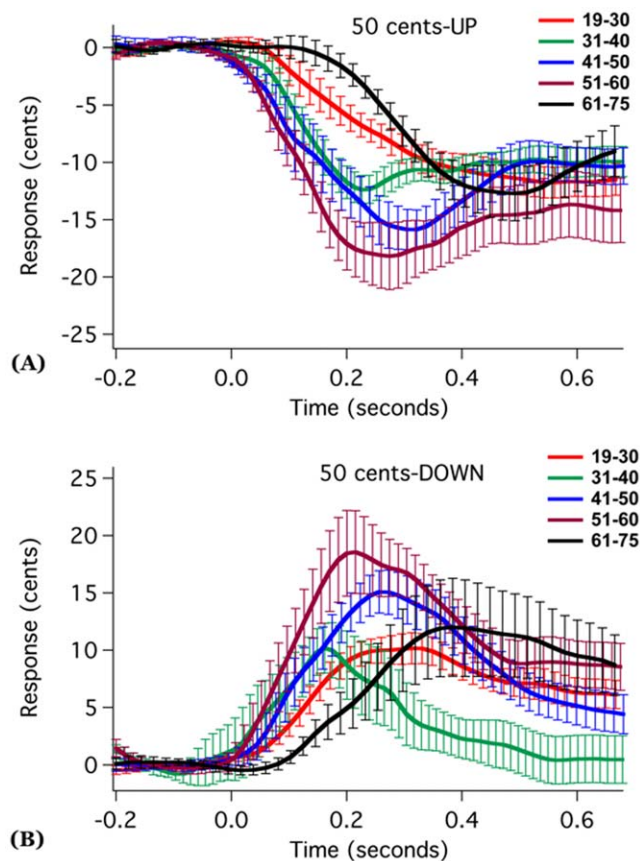 50 cents-UP
19-30
31-40
41-50
51-60
61-75
0
-5
-10
-15
-20
-25
Response (cents)
(A)
-0.2 0.0 0.2 0.4 0.6
Time (seconds)
50 cents-DOWN
19-30
31-40
41-50
51-60
61-75
25
20
15
10
5
0
Response (cents)
(B)
-0.2 0.0 0.2 0.4 0.6
Time (seconds)